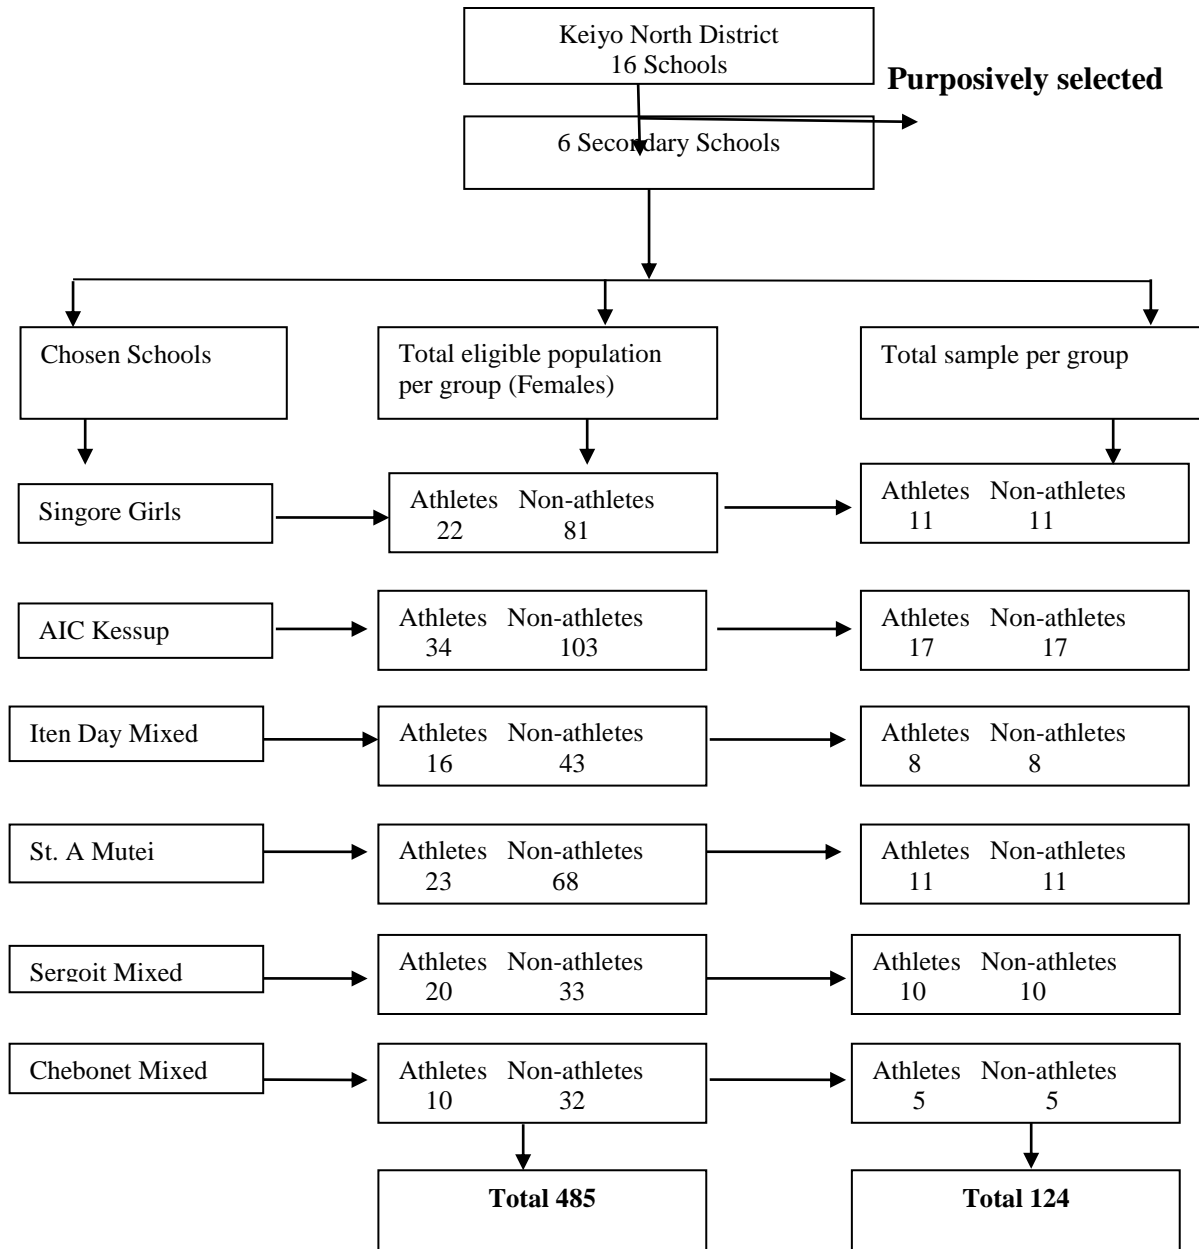 Keiyo North District
16 Schools
Purposively selected
6 Secondary Schools
Chosen Schools
Total eligible population
per group (Females)
Total sample per group
Singore Girls
Athletes Non-athletes
22 81
Athletes Non-athletes
11 11
AIC Kessup
Athletes Non-athletes
34 103
Athletes Non-athletes
17 17
Iten Day Mixed
Athletes Non-athletes
16 43
Athletes Non-athletes
8 8
St. A Mutei
Athletes Non-athletes
23 68
Athletes Non-athletes
11 11
Sergoit Mixed
Athletes Non-athletes
20 33
Athletes Non-athletes
10 10
Chebonet Mixed
Athletes Non-athletes
10 32
Athletes Non-athletes
5 5
Total 485
Total 124